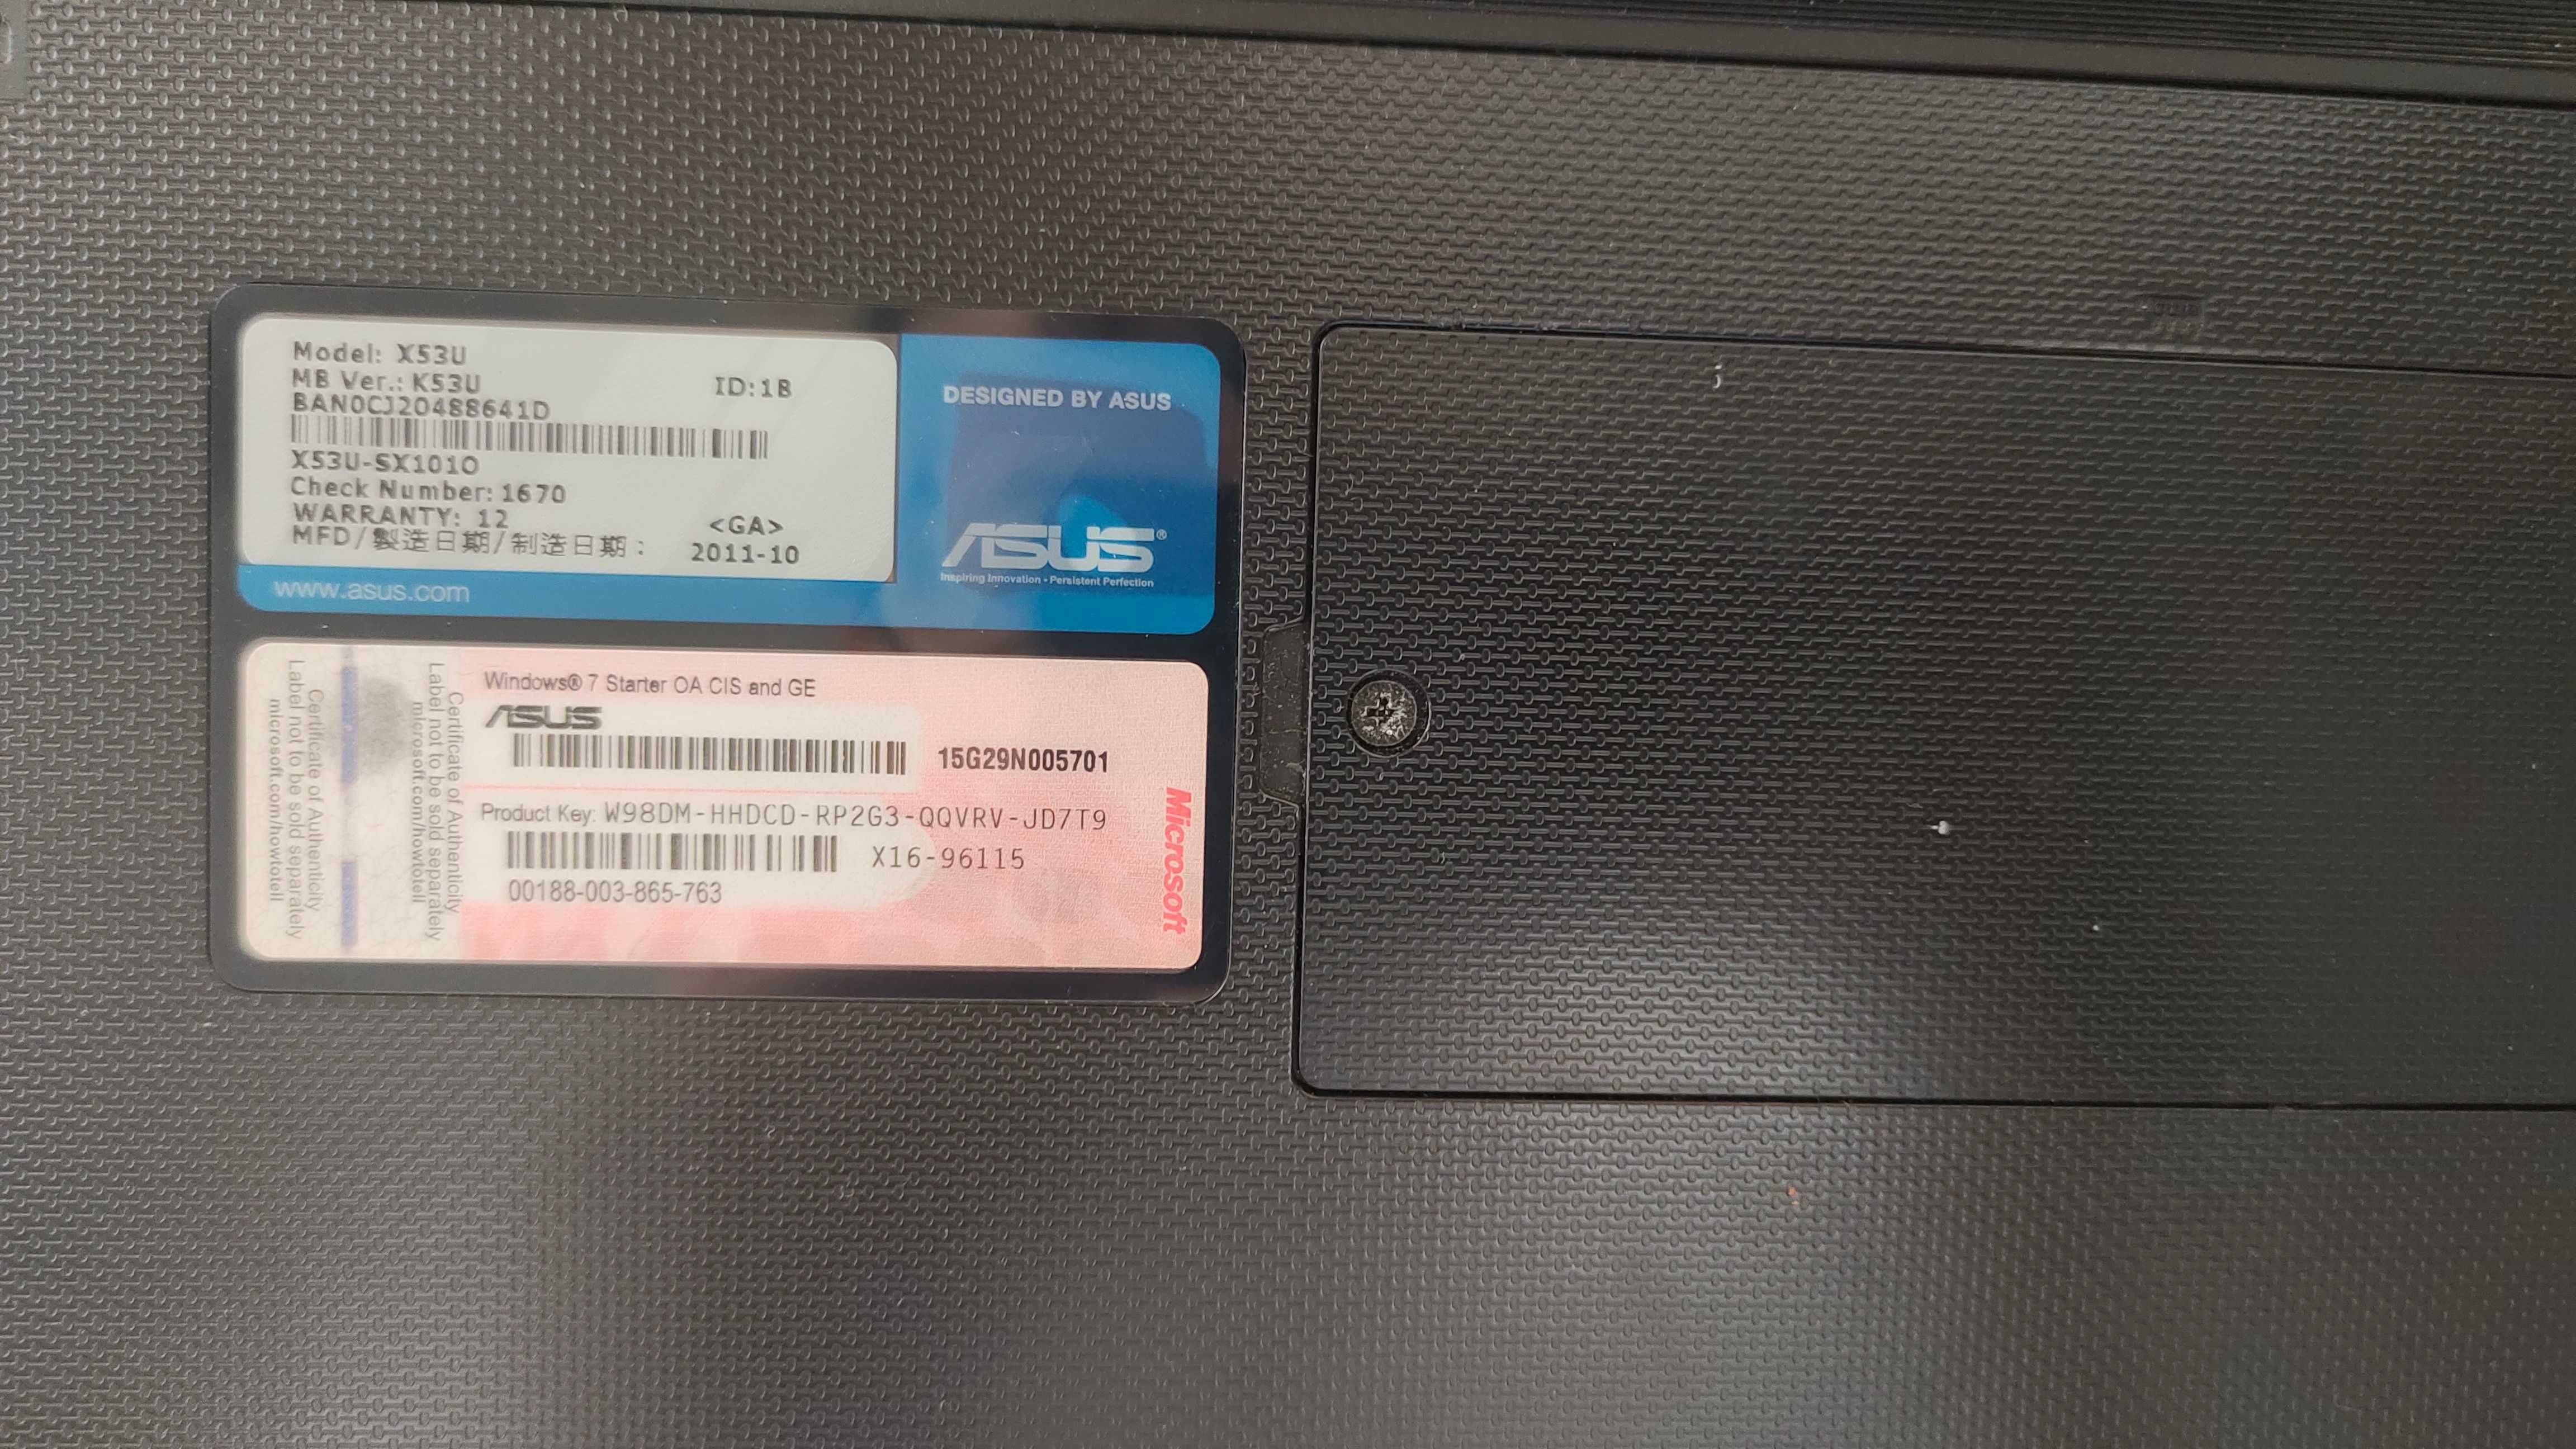 Model: X53U
MB Ver.: K53U
ID:1B
BAN0CJ20488641D
X53U-SX101O
Check Number: 1670
WARRANTY: 12
<GA>
MFD/製造日期/制造日期: 2011-10
www.asus.com
DESIGNED BY ASUS
ASUS®
Inspiring Innovation • Persistent Perfection
Certificate of Authenticity
Label not to be sold separately
microsoft.com/howtotell
Certificate of Authenticity
Label not to be sold separately
microsoft.com/howtotell
Windows® 7 Starter OA CIS and GE
ASUS
15G29N005701
Product Key: W98DM-HHDCD-RP2G3-QQVRV-JD7T9
X16-96115
00188-003-865-763
Microsoft